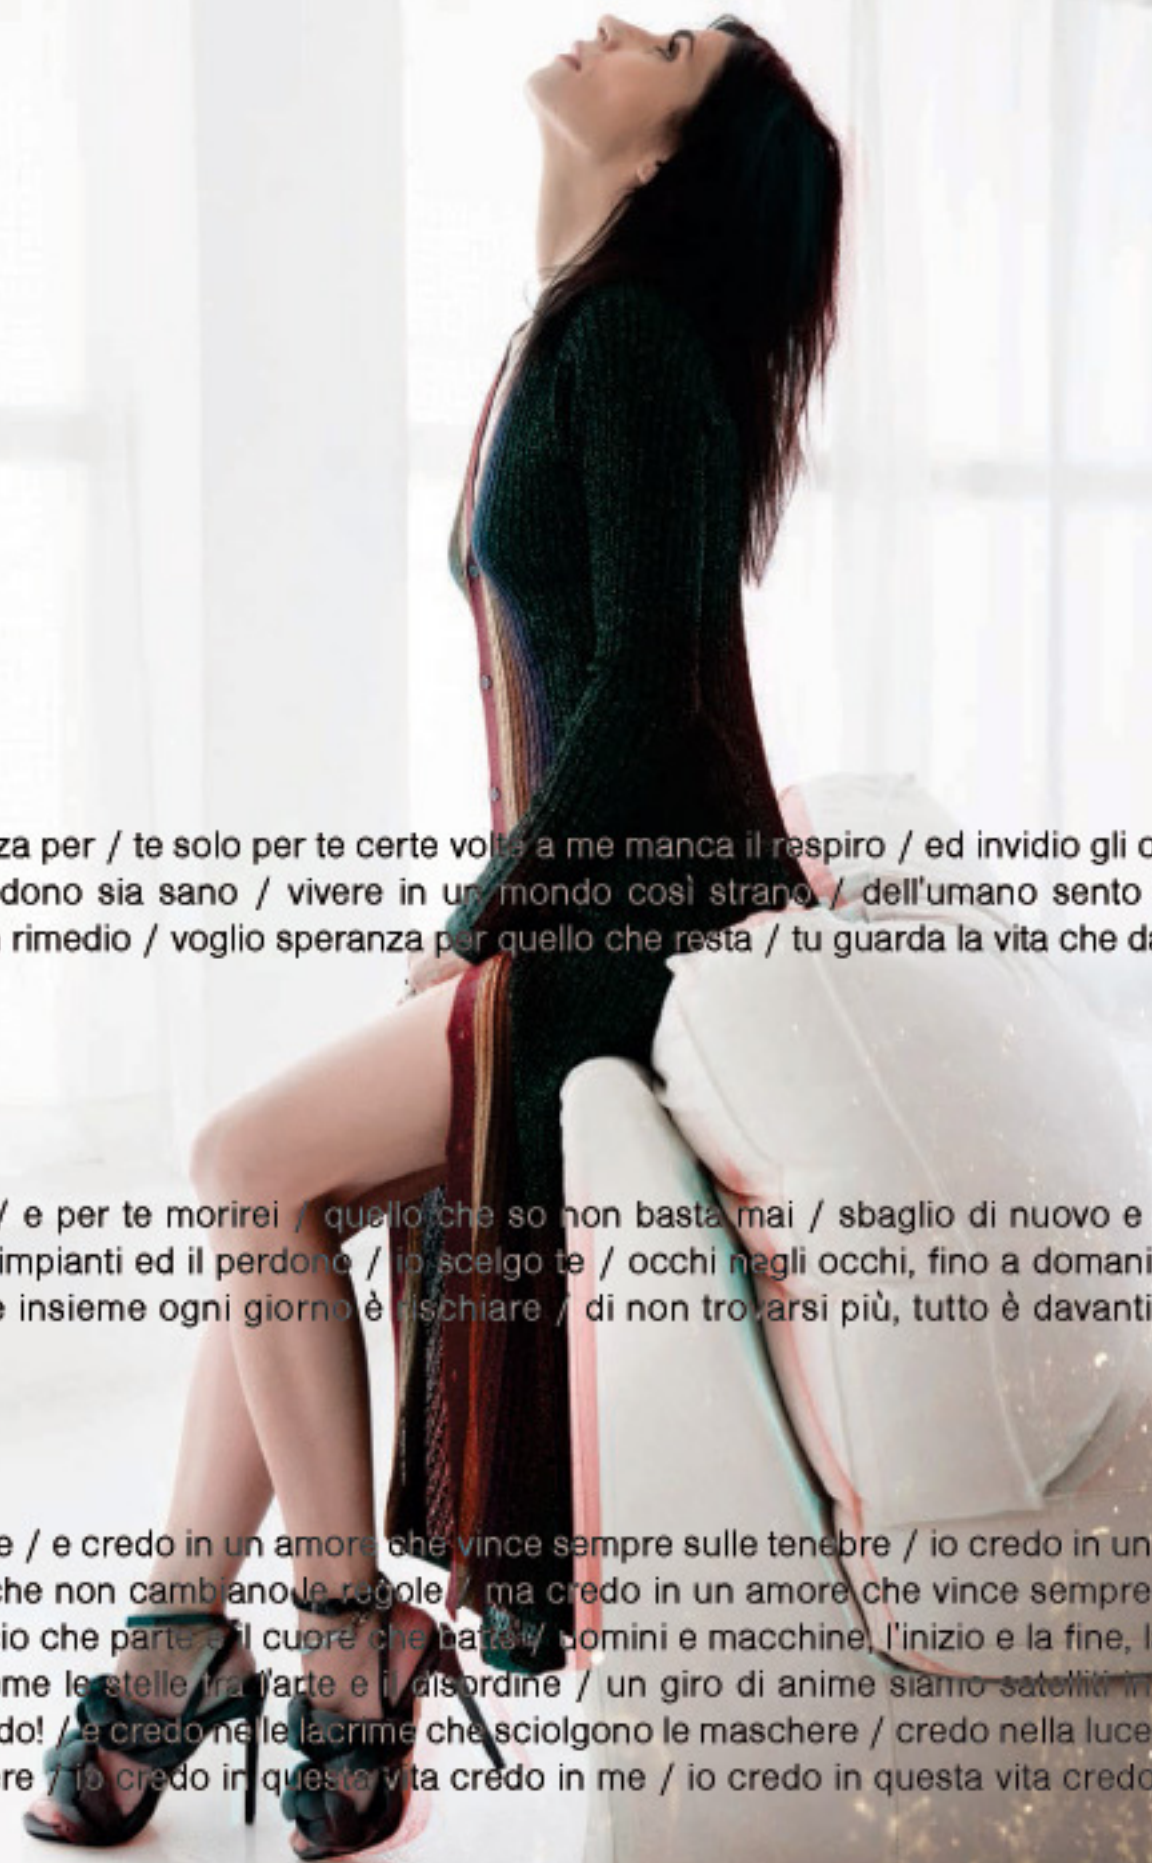 za per / te solo per te certe volte a me manca il respiro / ed invidio gli
dono sia sano / vivere in un mondo così strano / dell'umano sento
rimedio / voglio speranza per quello che resta / tu guarda la vita che
/ e per te morirei / quello che so non basta mai / sbaglio di nuovo e
impianti ed il perdono / io scelgo te / occhi negli occhi, fino a domani
e insieme ogni giorno è rischiare / di non trovarsi più, tutto è davanti
e / e credo in un amore che vince sempre sulle tenebre / io credo in un
che non cambiano le regole / ma credo in un amore che vince sempre
io che parte e il cuore che batte / uomini e macchine, l'inizio e la fine,
me le stelle tra l'arte e il disordine / un giro di anime siamo satelliti in
do! / e credo nelle lacrime che sciolgono le maschere / credo nella luce
re / io credo in questa vita credo in me / io credo in questa vita credo